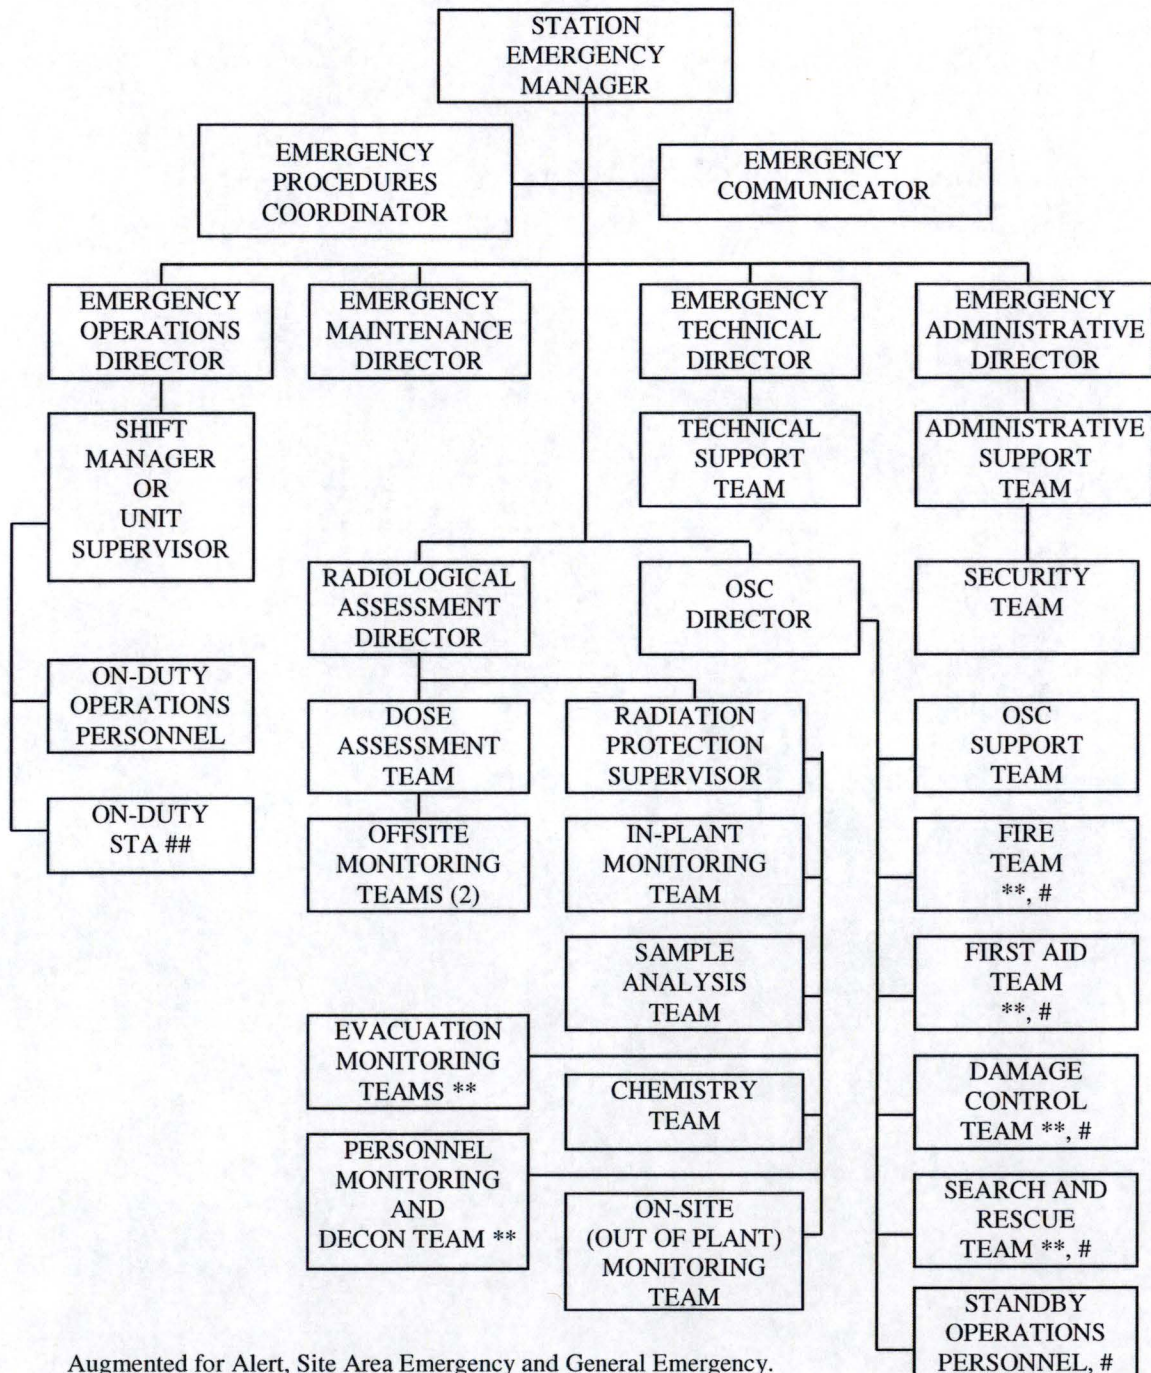 STATION
EMERGENCY
MANAGER
EMERGENCY
PROCEDURES
COORDINATOR
EMERGENCY
COMMUNICATOR
EMERGENCY
OPERATIONS
DIRECTOR
EMERGENCY
MAINTENANCE
DIRECTOR
EMERGENCY
TECHNICAL
DIRECTOR
EMERGENCY
ADMINISTRATIVE
DIRECTOR
SHIFT
MANAGER
OR
UNIT
SUPERVISOR
TECHNICAL
SUPPORT
TEAM
ADMINISTRATIVE
SUPPORT
TEAM
RADIOLOGICAL
ASSESSMENT
DIRECTOR
OSC
DIRECTOR
SECURITY
TEAM
ON-DUTY
OPERATIONS
PERSONNEL
DOSE
ASSESSMENT
TEAM
RADIATION
PROTECTION
SUPERVISOR
OSC
SUPPORT
TEAM
ON-DUTY
STA ##
OFFSITE
MONITORING
TEAMS (2)
IN-PLANT
MONITORING
TEAM
FIRE
TEAM
**, #
SAMPLE
ANALYSIS
TEAM
FIRST AID
TEAM
**, #
EVACUATION
MONITORING
TEAMS **
CHEMISTRY
TEAM
DAMAGE
CONTROL
TEAM **, #
PERSONNEL
MONITORING
AND
DECON TEAM **
ON-SITE
(OUT OF PLANT)
MONITORING
TEAM
SEARCH AND
RESCUE
TEAM **, #
STANDBY
OPERATIONS
PERSONNEL, #
Augmented for Alert, Site Area Emergency and General Emergency.